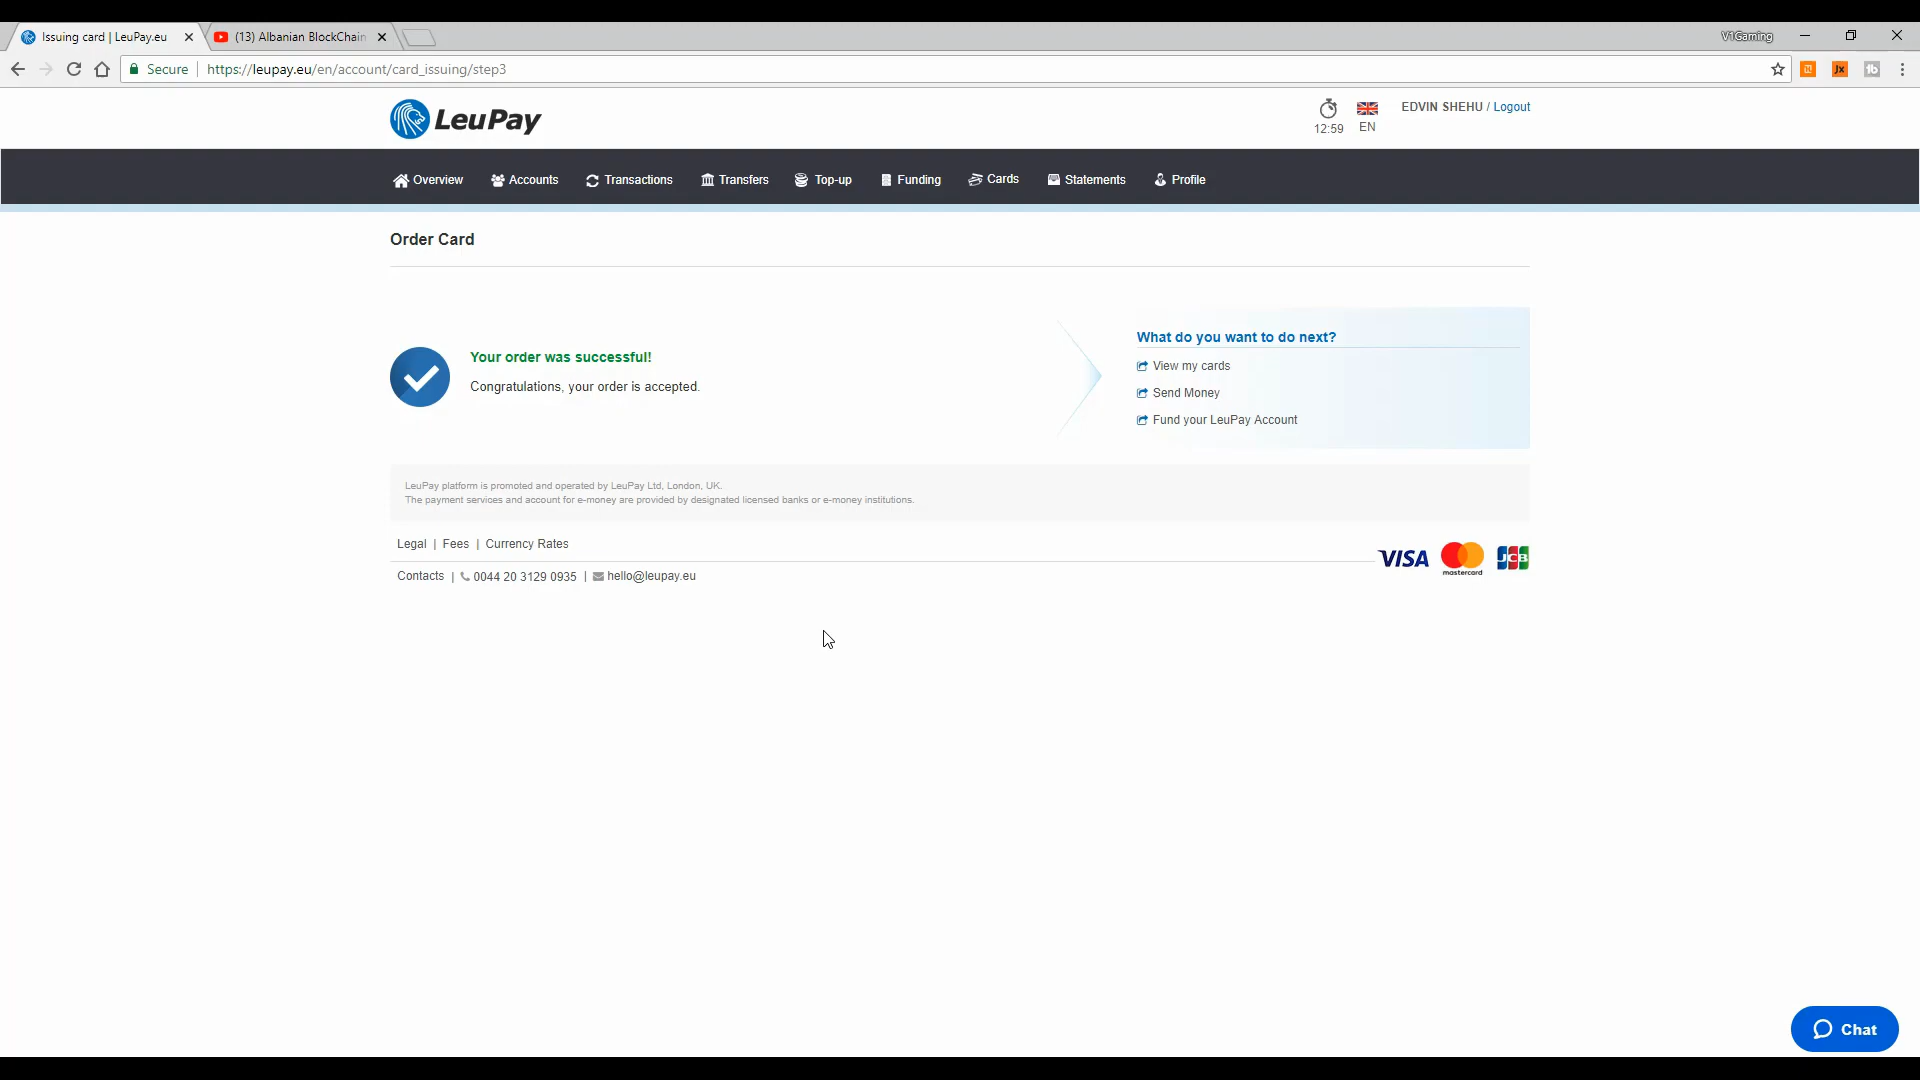 Issuing card | LeuPay.eu
(13) Albanian BlockChain
V1Gaming
Secure
https://leupay.eu/en/account/card_issuing/step3
Jx
tb
LeuPay
12:59
EN
EDVIN SHEHU / Logout
Overview
Accounts
Transactions
Transfers
Top-up
Funding
Cards
Statements
Profile
Order Card
Your order was successful!
Congratulations, your order is accepted.
What do you want to do next?
View my cards
Send Money
Fund your LeuPay Account
LeuPay platform is promoted and operated by LeuPay Ltd, London, UK.
The payment services and account for e-money are provided by designated licensed banks or e-money institutions.
Legal | Fees | Currency Rates
VISA
mastercard
JCB
Contacts | 0044 20 3129 0935 | hello@leupay.eu
Chat